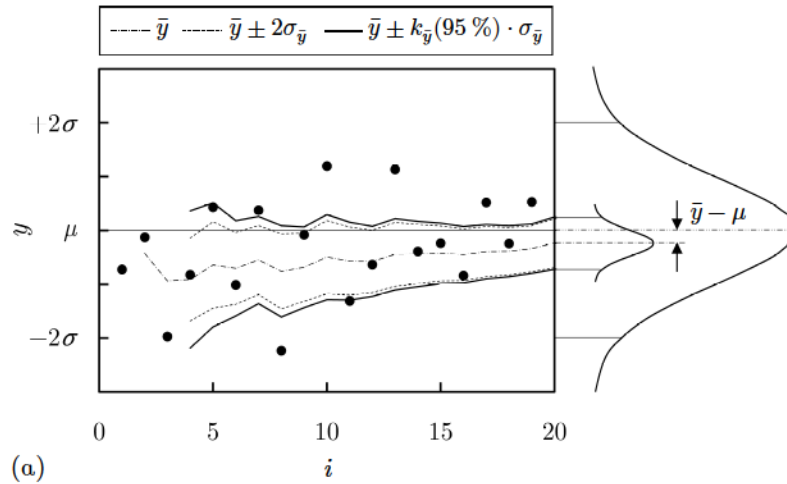 ȳ   ȳ ± 2σ_ȳ   ȳ ± k_ȳ(95 %) · σ_ȳ
+2σ
y   μ
ȳ − μ
−2σ
0   5   10   15   20
(a)   i